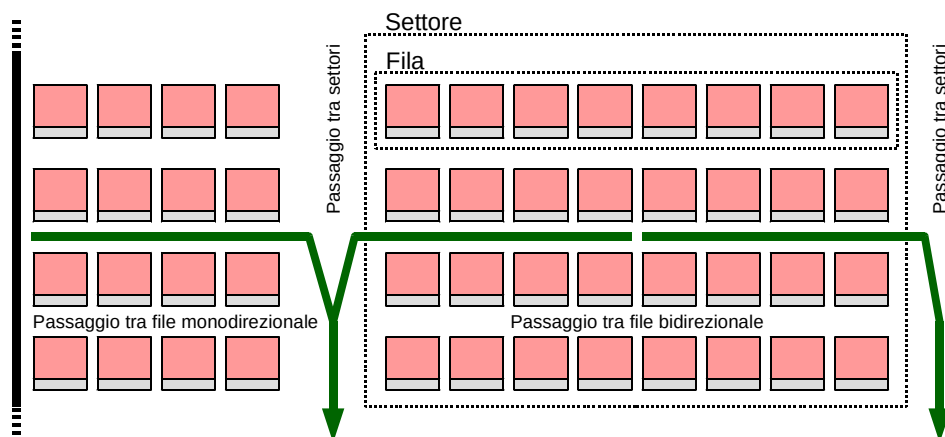 Settore
Fila
Passaggio tra settori
Passaggio tra settori
Passaggio tra file monodirezionale
Passaggio tra file bidirezionale